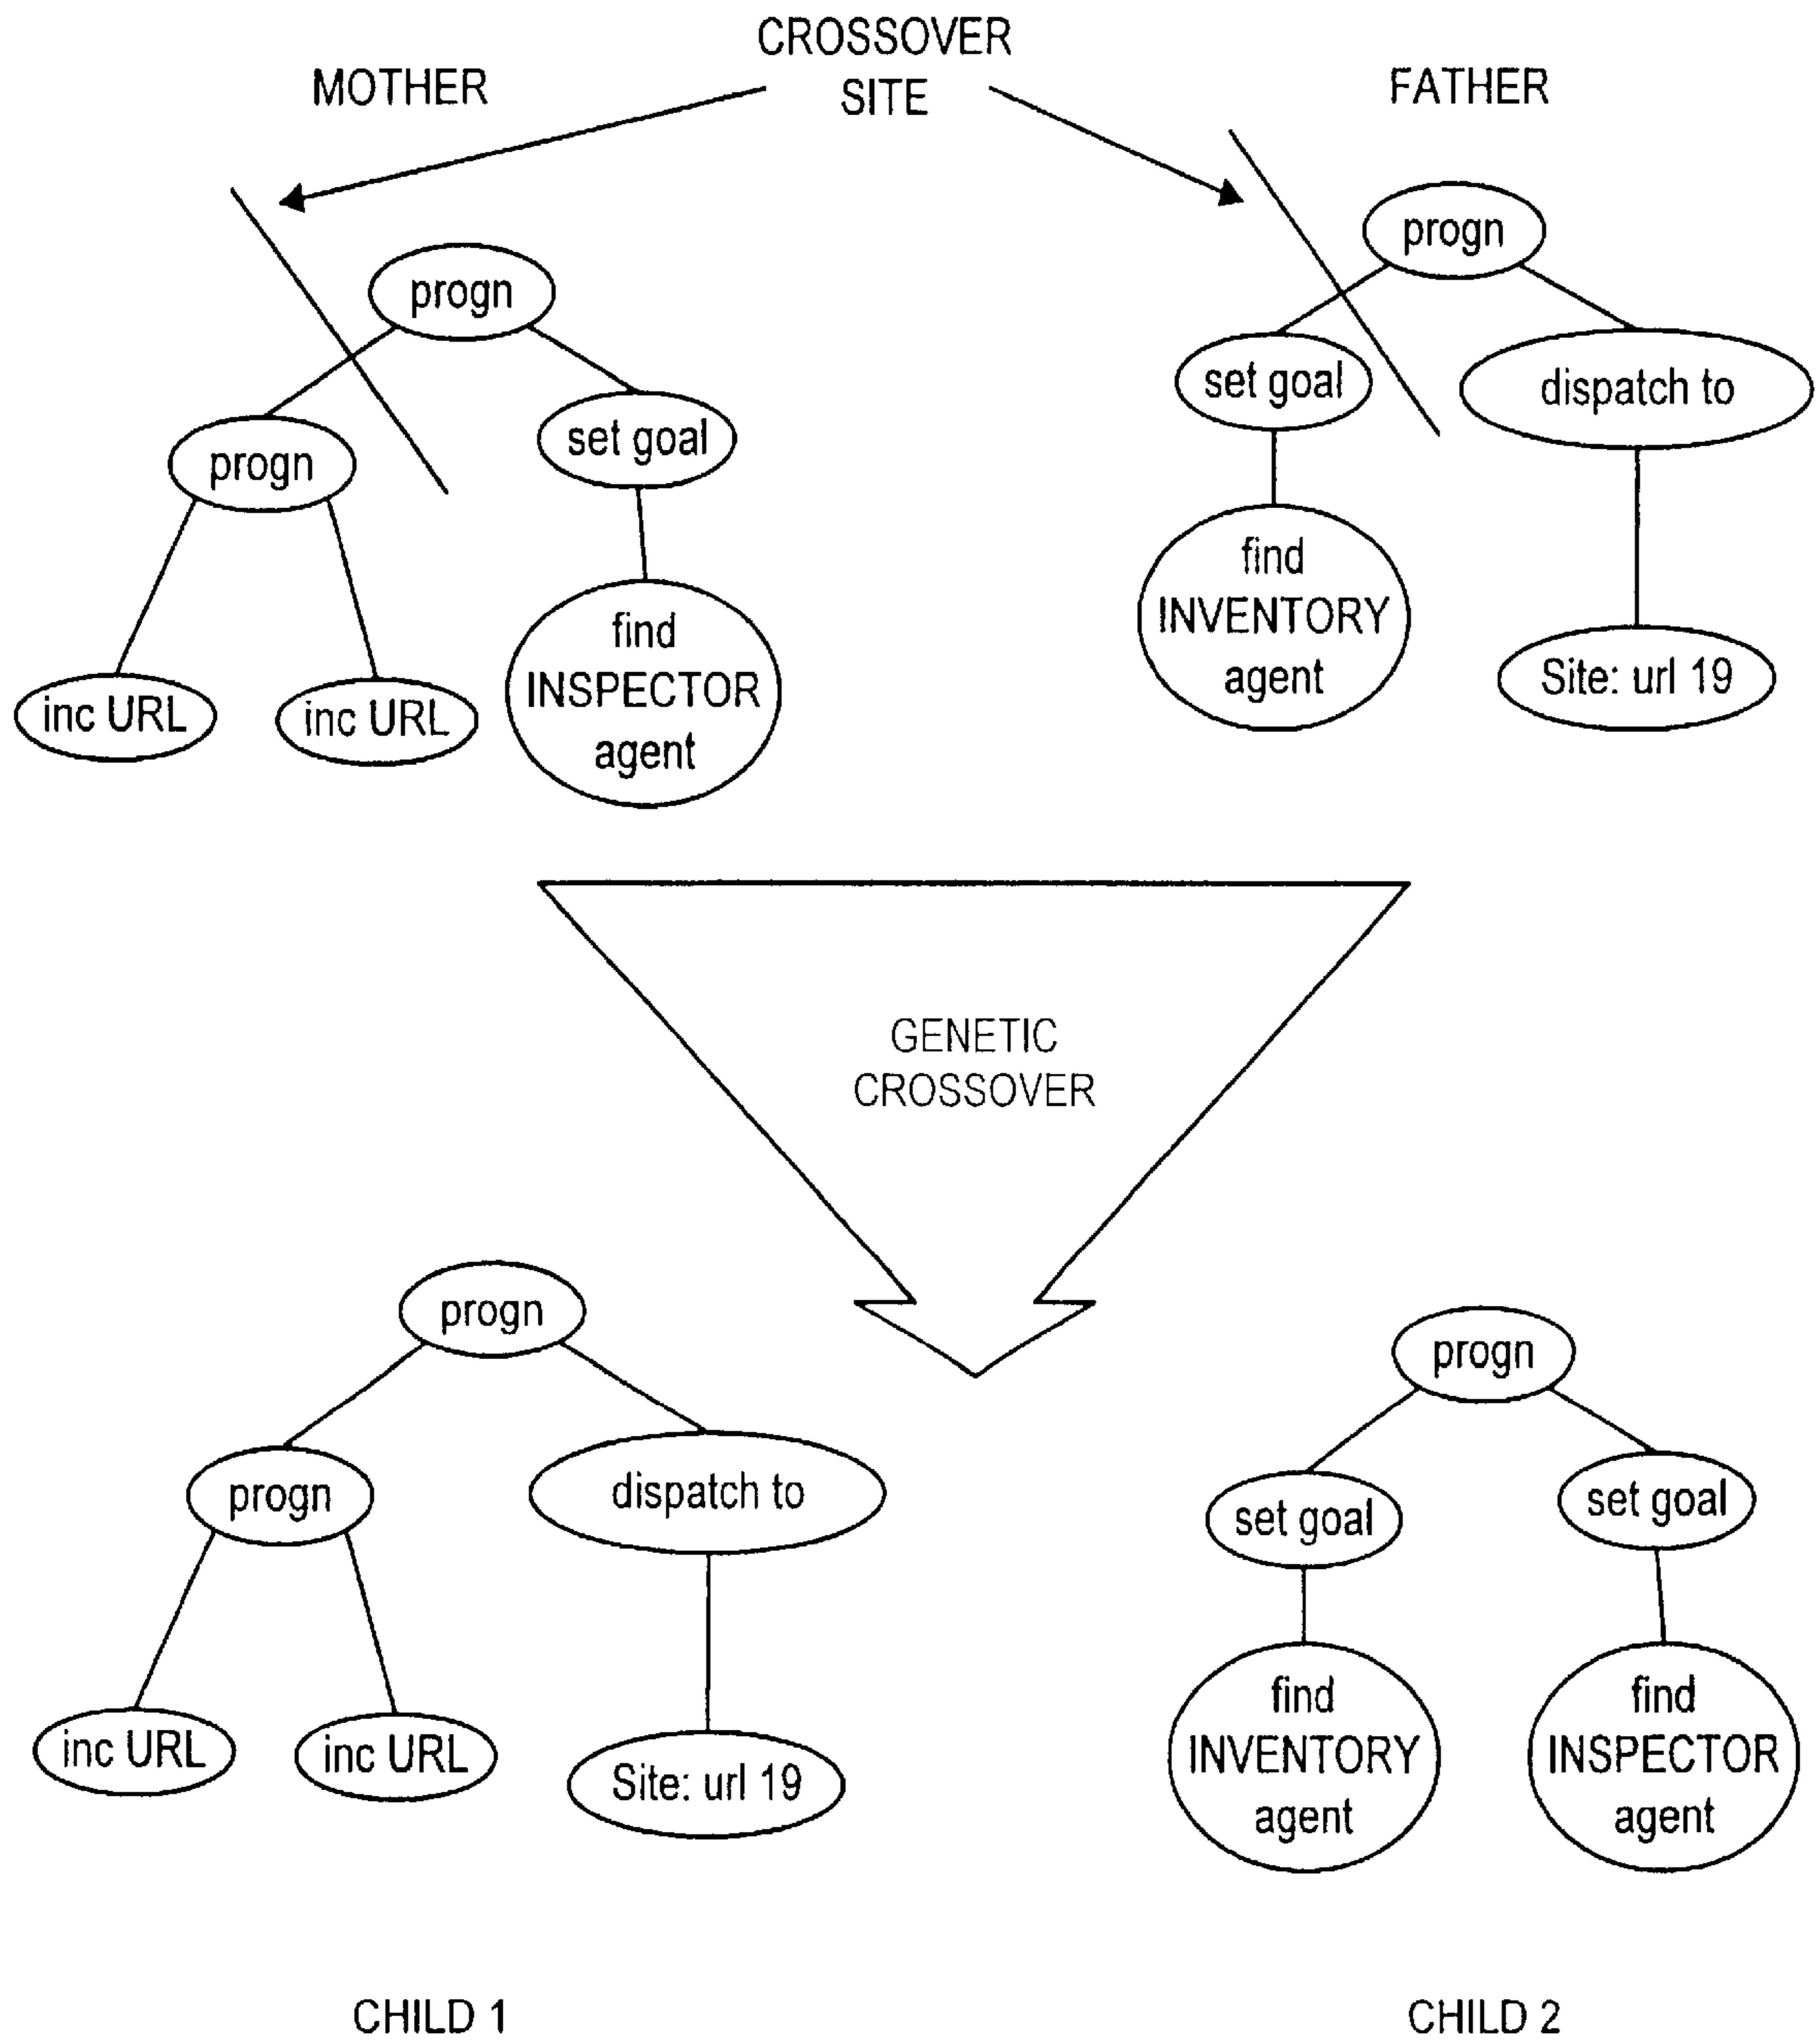 CROSSOVER
SITE
MOTHER
FATHER
progn
progn
set goal
inc URL
inc URL
find
INSPECTOR
agent
progn
set goal
dispatch to
find
INVENTORY
agent
Site: url 19
GENETIC
CROSSOVER
progn
progn
dispatch to
inc URL
inc URL
Site: url 19
progn
set goal
set goal
find
INVENTORY
agent
find
INSPECTOR
agent
CHILD 1
CHILD 2